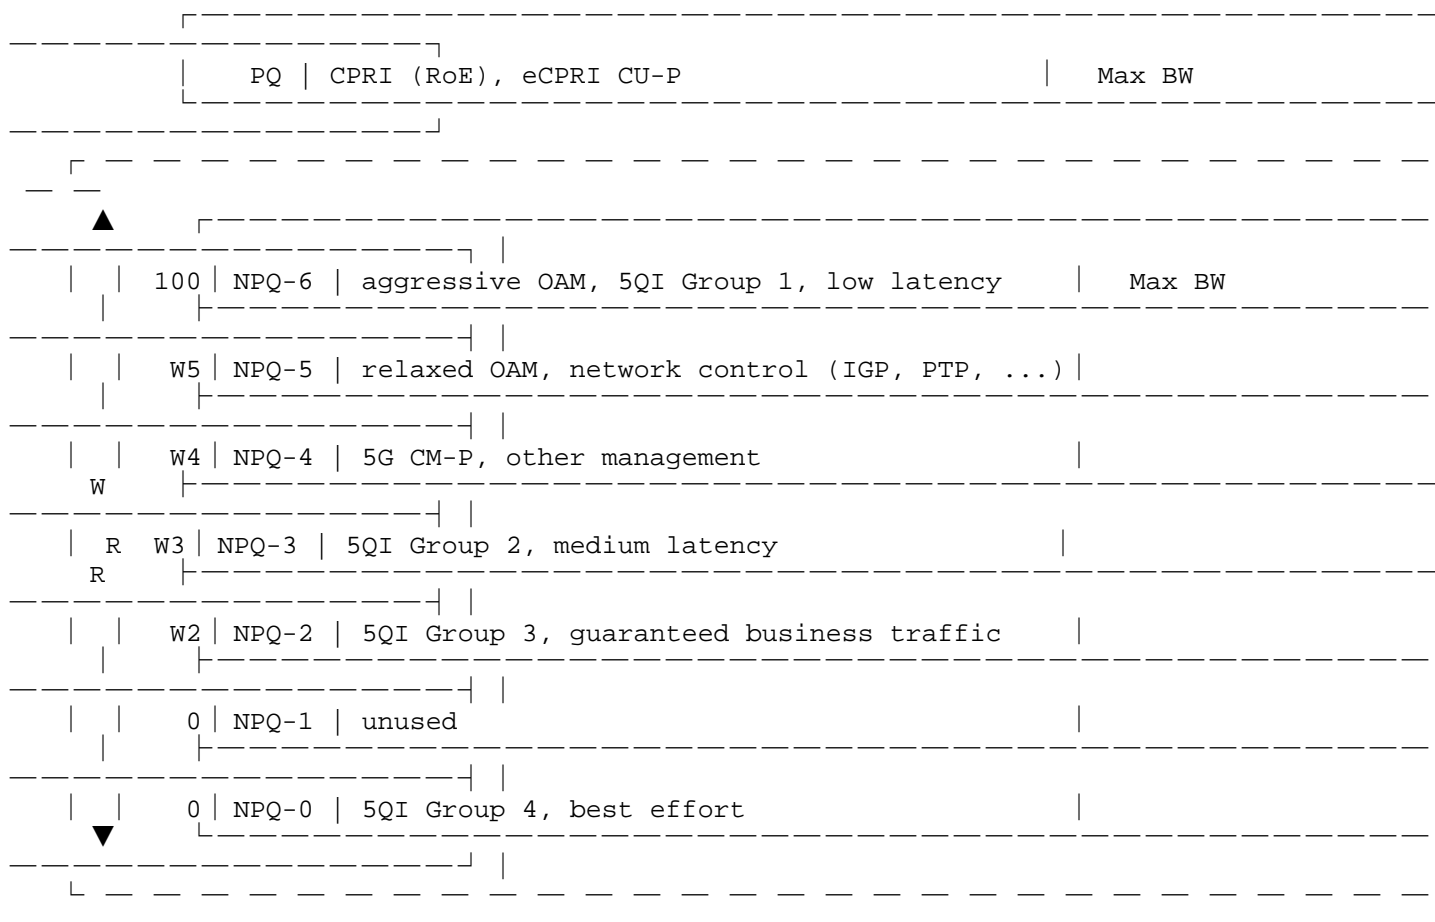 PQ | CPRI (RoE), eCPRI CU-P | Max BW
100 | NPQ-6 | aggressive OAM, 5QI Group 1, low latency | Max BW
W5 | NPQ-5 | relaxed OAM, network control (IGP, PTP, ...) |
W4 | NPQ-4 | 5G CM-P, other management |
W
R W3 | NPQ-3 | 5QI Group 2, medium latency |
R
W2 | NPQ-2 | 5QI Group 3, guaranteed business traffic |
0 | NPQ-1 | unused |
0 | NPQ-0 | 5QI Group 4, best effort |